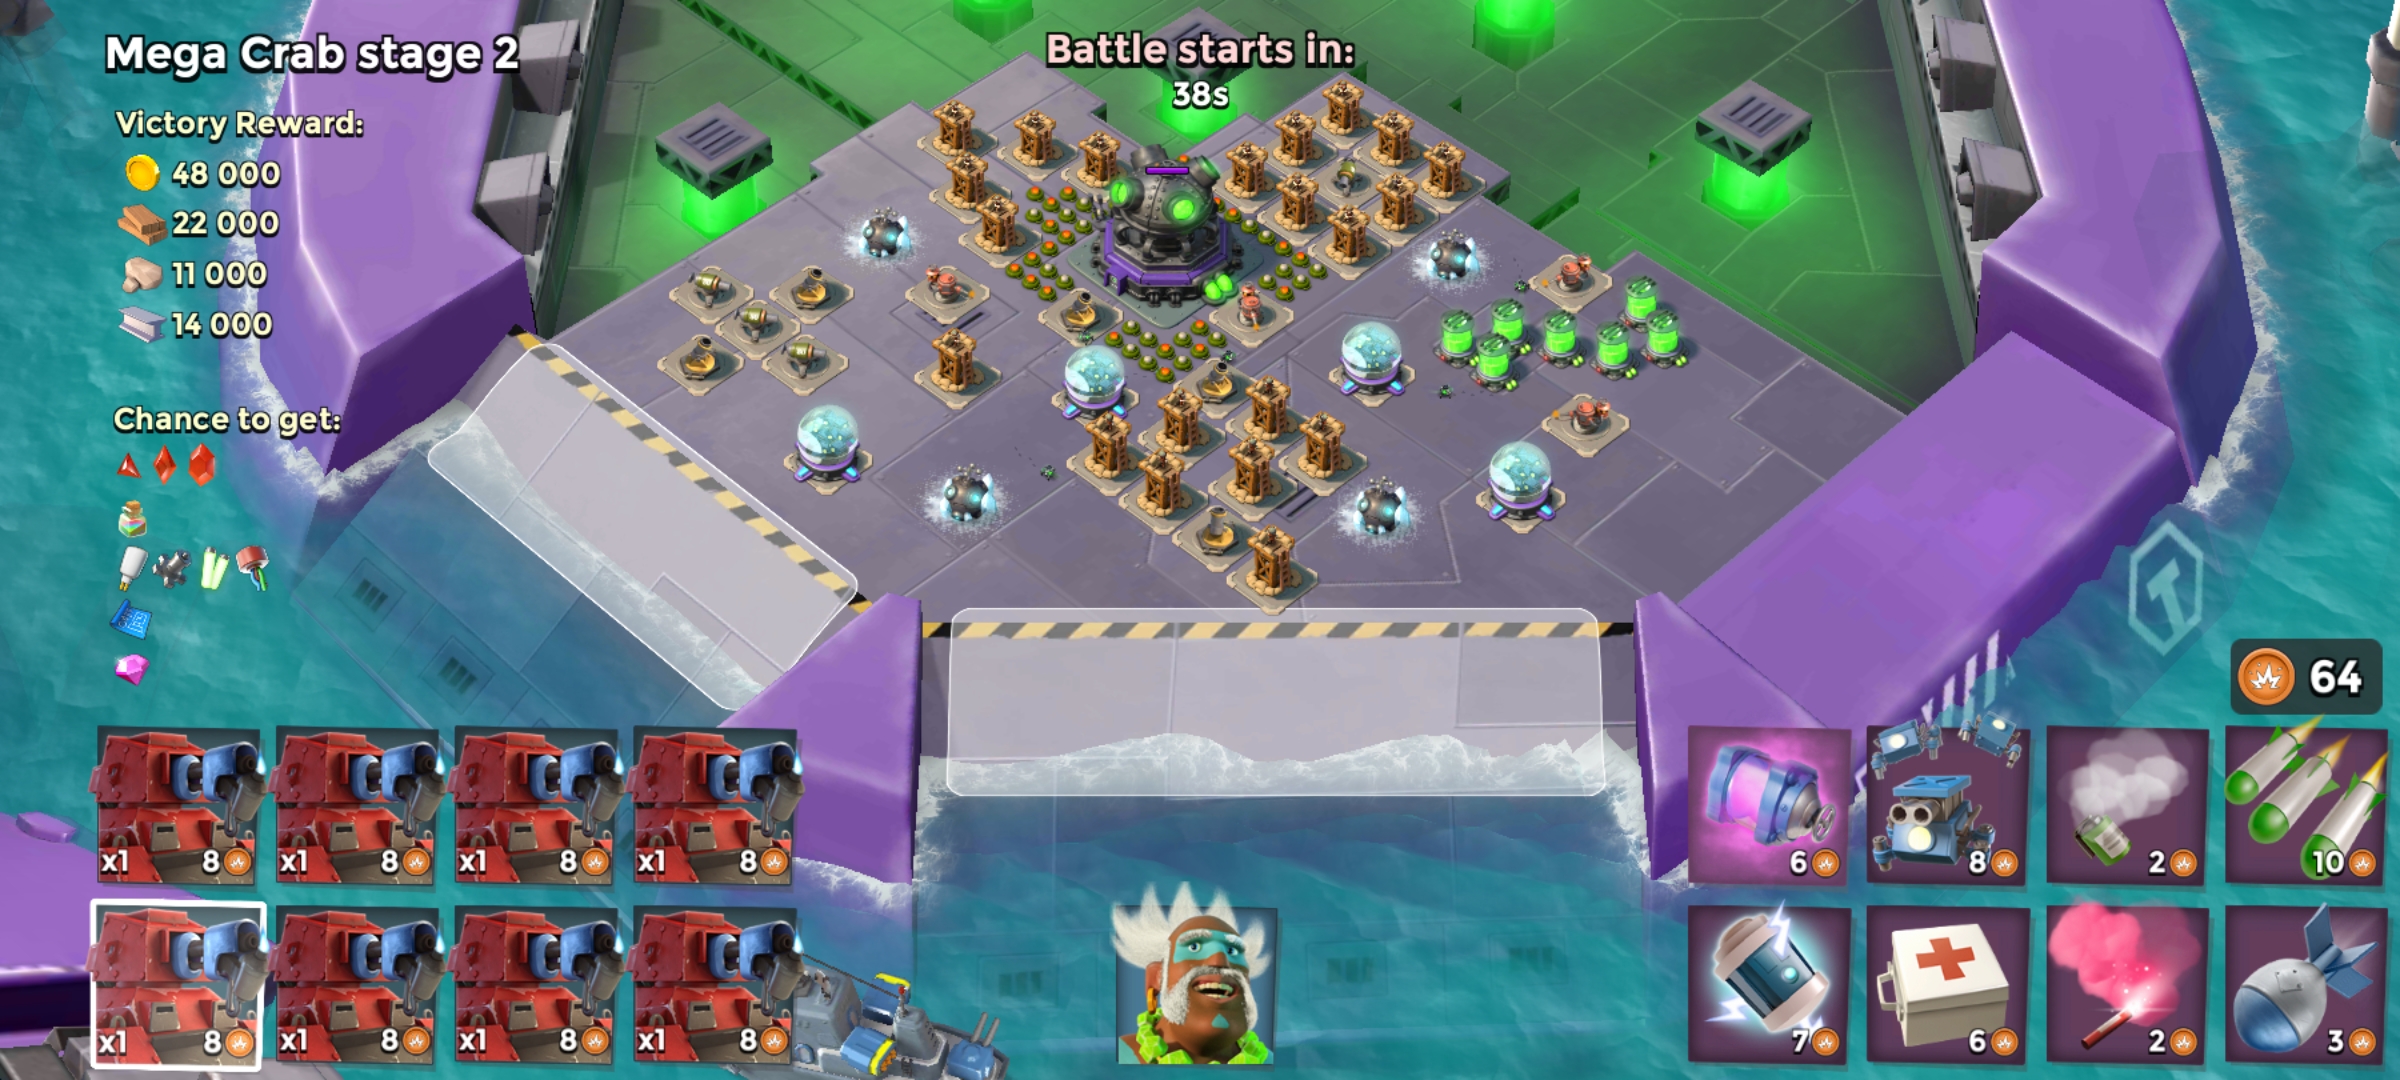 Mega Crab stage 2
Battle starts in:
38s
Victory Reward:
48 000
22 000
11 000
14 000
Chance to get:
64
x1 8
x1 8
x1 8
x1 8
6
8
2
10
x1 8
x1 8
x1 8
x1 8
7
6
2
3